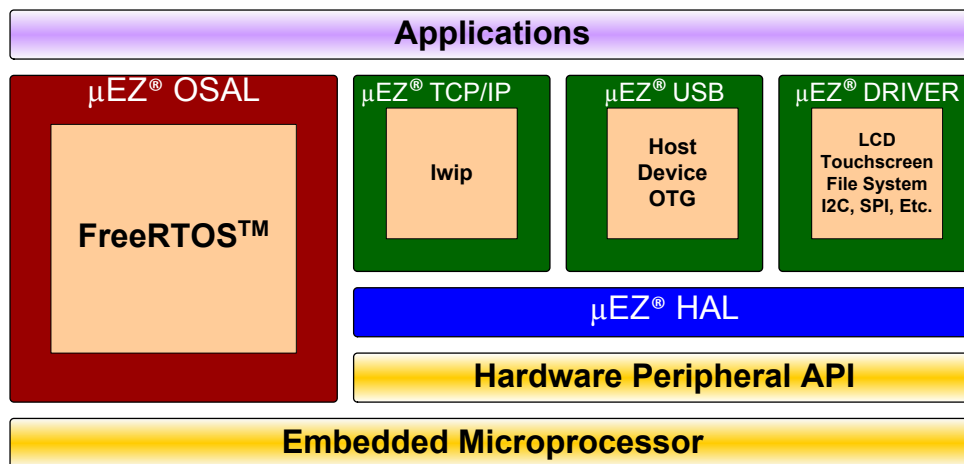 Applications
µEZ® OSAL
FreeRTOS™
µEZ® TCP/IP
lwip
µEZ® USB
Host
Device
OTG
µEZ® DRIVER
LCD
Touchscreen
File System
I2C, SPI, Etc.
µEZ® HAL
Hardware Peripheral API
Embedded Microprocessor